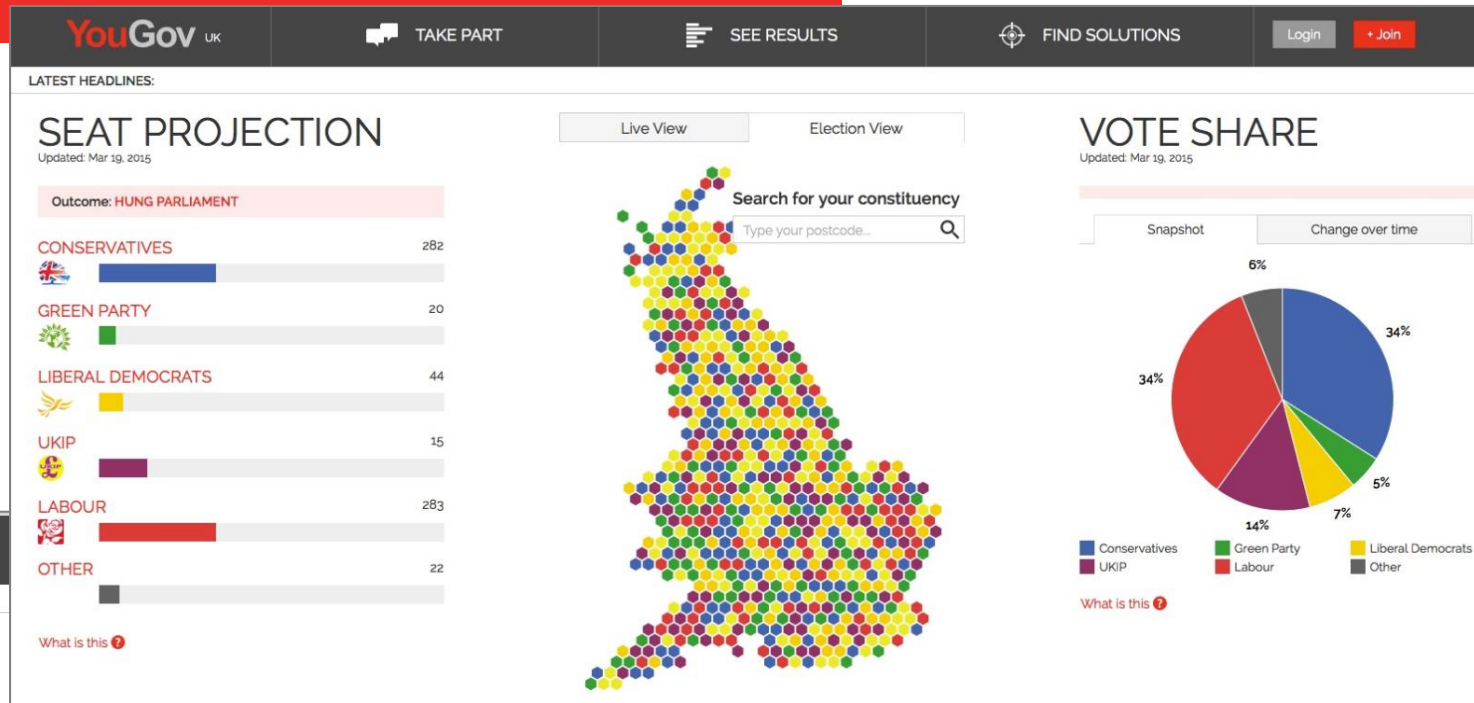 YouGov UK
TAKE PART
SEE RESULTS
FIND SOLUTIONS
Login
+ Join
LATEST HEADLINES:
SEAT PROJECTION
Updated: Mar 19, 2015
Outcome: HUNG PARLIAMENT
CONSERVATIVES 282
GREEN PARTY 20
LIBERAL DEMOCRATS 44
UKIP 15
UKIP
£
LABOUR 283
OTHER 22
What is this ?
Live View
Election View
Search for your constituency
Type your postcode...
VOTE SHARE
Updated: Mar 19, 2015
Snapshot
Change over time
6%
34%
34%
5%
7%
14%
Conservatives
Green Party
Liberal Democrats
UKIP
Labour
Other
What is this ?